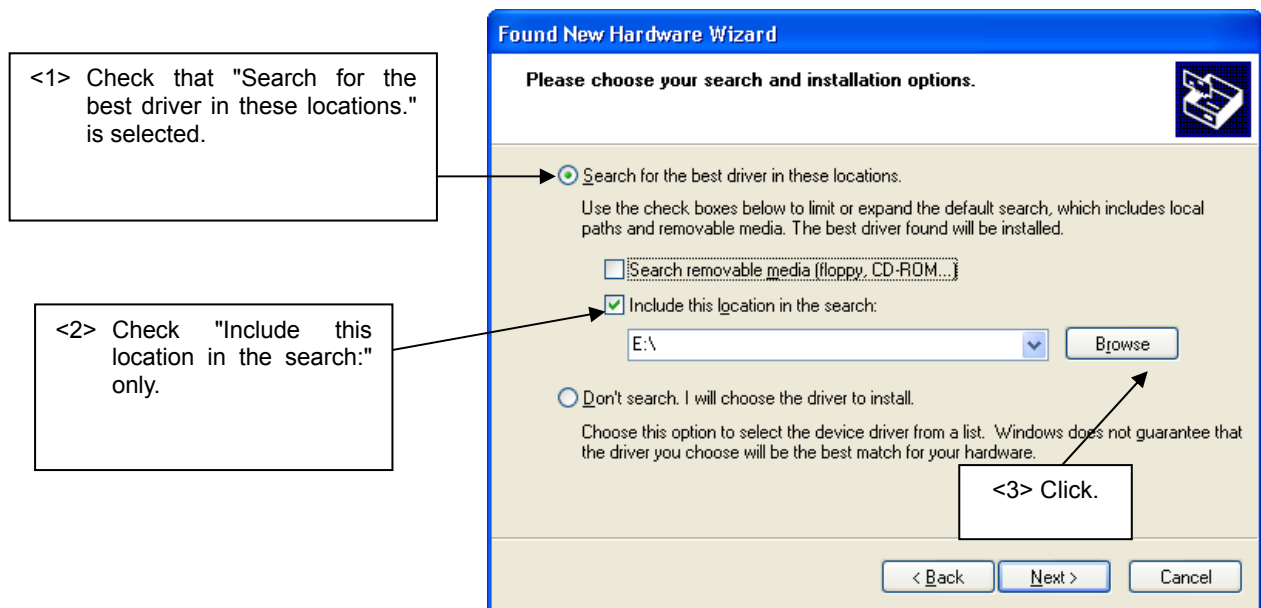 Found New Hardware Wizard
Please choose your search and installation options.
<1> Check that "Search for the
best driver in these locations."
is selected.
Search for the best driver in these locations.
Use the check boxes below to limit or expand the default search, which includes local
paths and removable media. The best driver found will be installed.
Search removable media (floppy, CD-ROM...)
<2> Check "Include this
location in the search:"
only.
Include this location in the search:
E:\
Browse
Don't search. I will choose the driver to install.
Choose this option to select the device driver from a list. Windows does not guarantee that
the driver you choose will be the best match for your hardware.
<3> Click.
< Back
Next >
Cancel